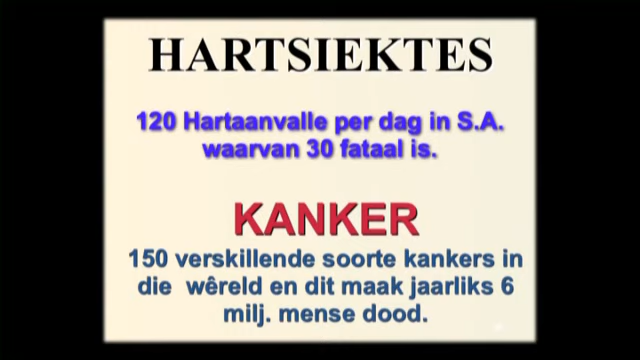 HARTSIEKTES
120 Hartaanvalle per dag in S.A.
waarvan 30 fataal is.
KANKER
150 verskillende soorte kankers in
die wêreld en dit maak jaarliks 6
milj. mense dood.